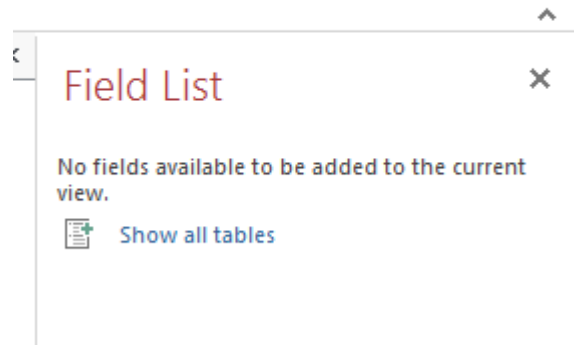 Field List
No fields available to be added to the current
view.
Show all tables